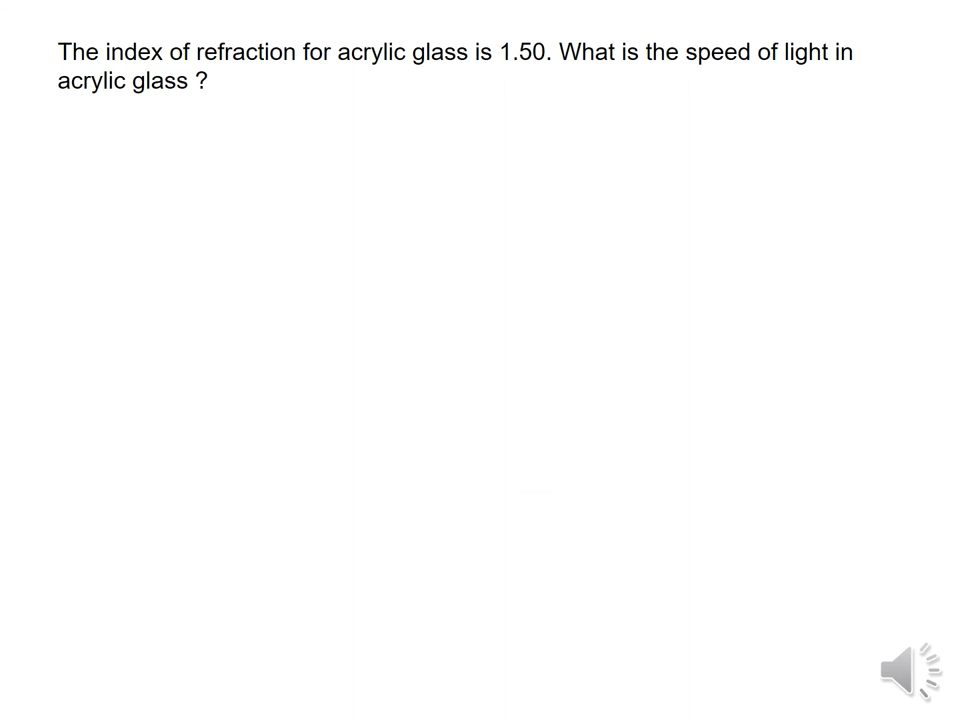 The index of refraction for acrylic glass is 1.50. What is the speed of light in
acrylic glass ?